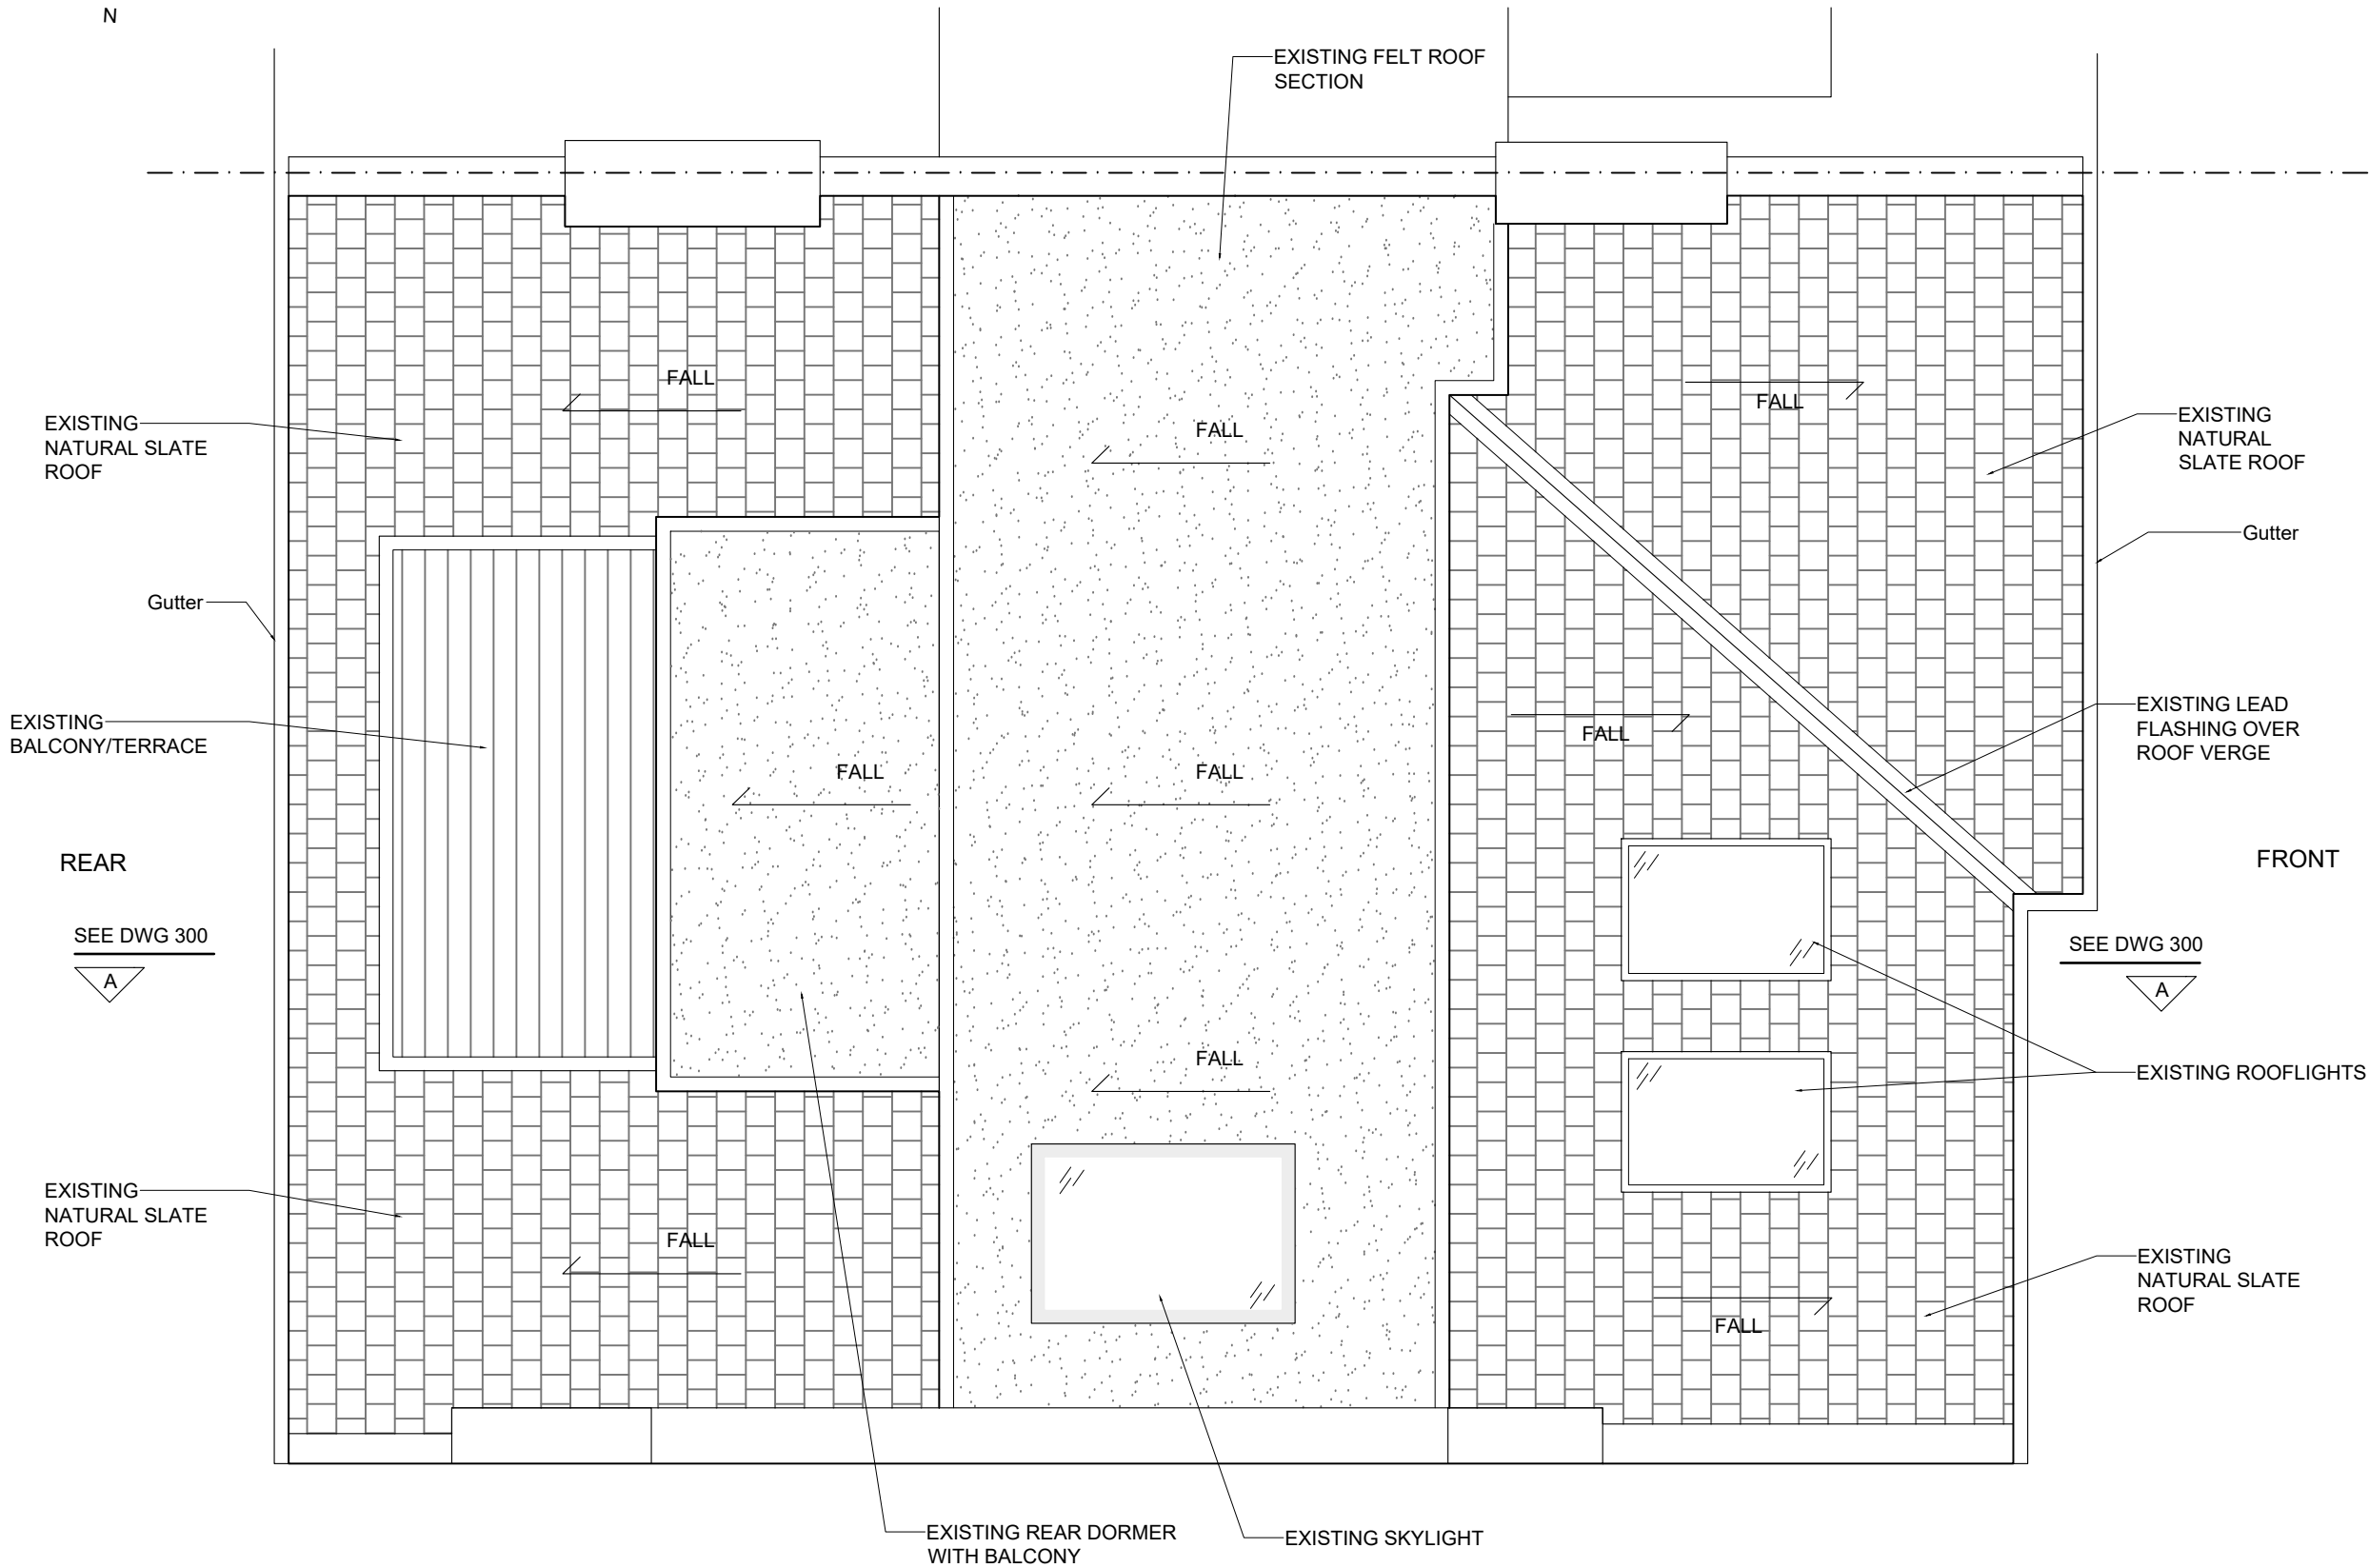 N
EXISTING FELT ROOF
SECTION
FALL
FALL
FALL
EXISTING
NATURAL SLATE
ROOF
EXISTING
NATURAL
SLATE ROOF
Gutter
Gutter
EXISTING
BALCONY/TERRACE
EXISTING LEAD
FLASHING OVER
ROOF VERGE
FALL
FALL
FALL
REAR
FRONT
SEE DWG 300
A
SEE DWG 300
A
FALL
EXISTING ROOFLIGHTS
EXISTING
NATURAL SLATE
ROOF
FALL
EXISTING
NATURAL SLATE
ROOF
FALL
EXISTING REAR DORMER
WITH BALCONY
EXISTING SKYLIGHT